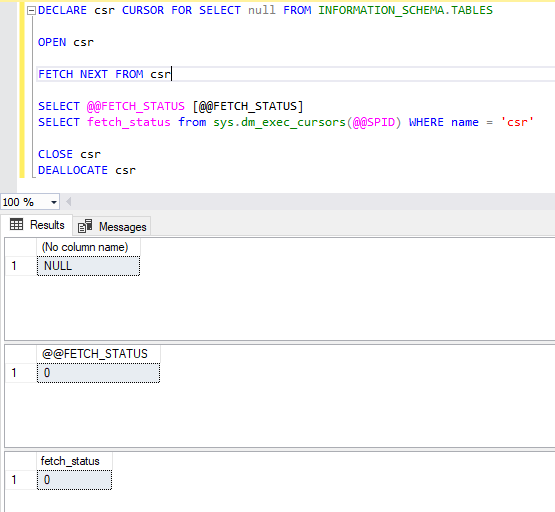 DECLARE csr CURSOR FOR SELECT null FROM INFORMATION_SCHEMA.TABLES
OPEN csr
FETCH NEXT FROM csr
SELECT @@FETCH_STATUS [@@FETCH_STATUS]
SELECT fetch_status from sys.dm_exec_cursors(@@SPID) WHERE name = 'csr'
CLOSE csr
DEALLOCATE csr
100 %
Results Messages
(No column name)
1 NULL
@@FETCH_STATUS
1 0
fetch_status
1 0